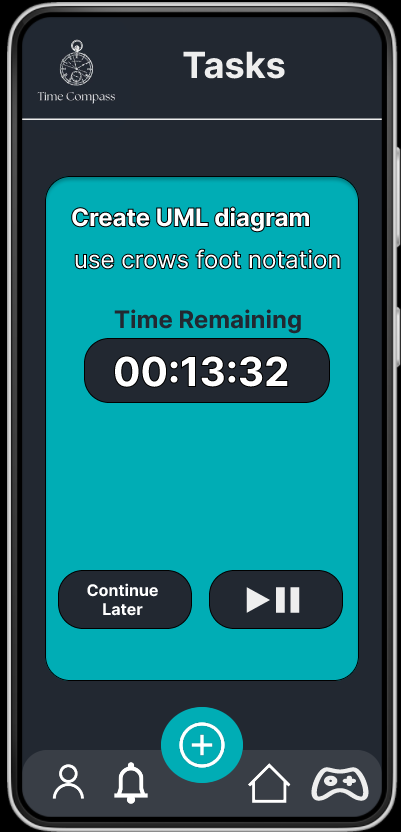 Tasks
Time Compass
Create UML diagram
use crows foot notation
Time Remaining
00:13:32
Continue
Later